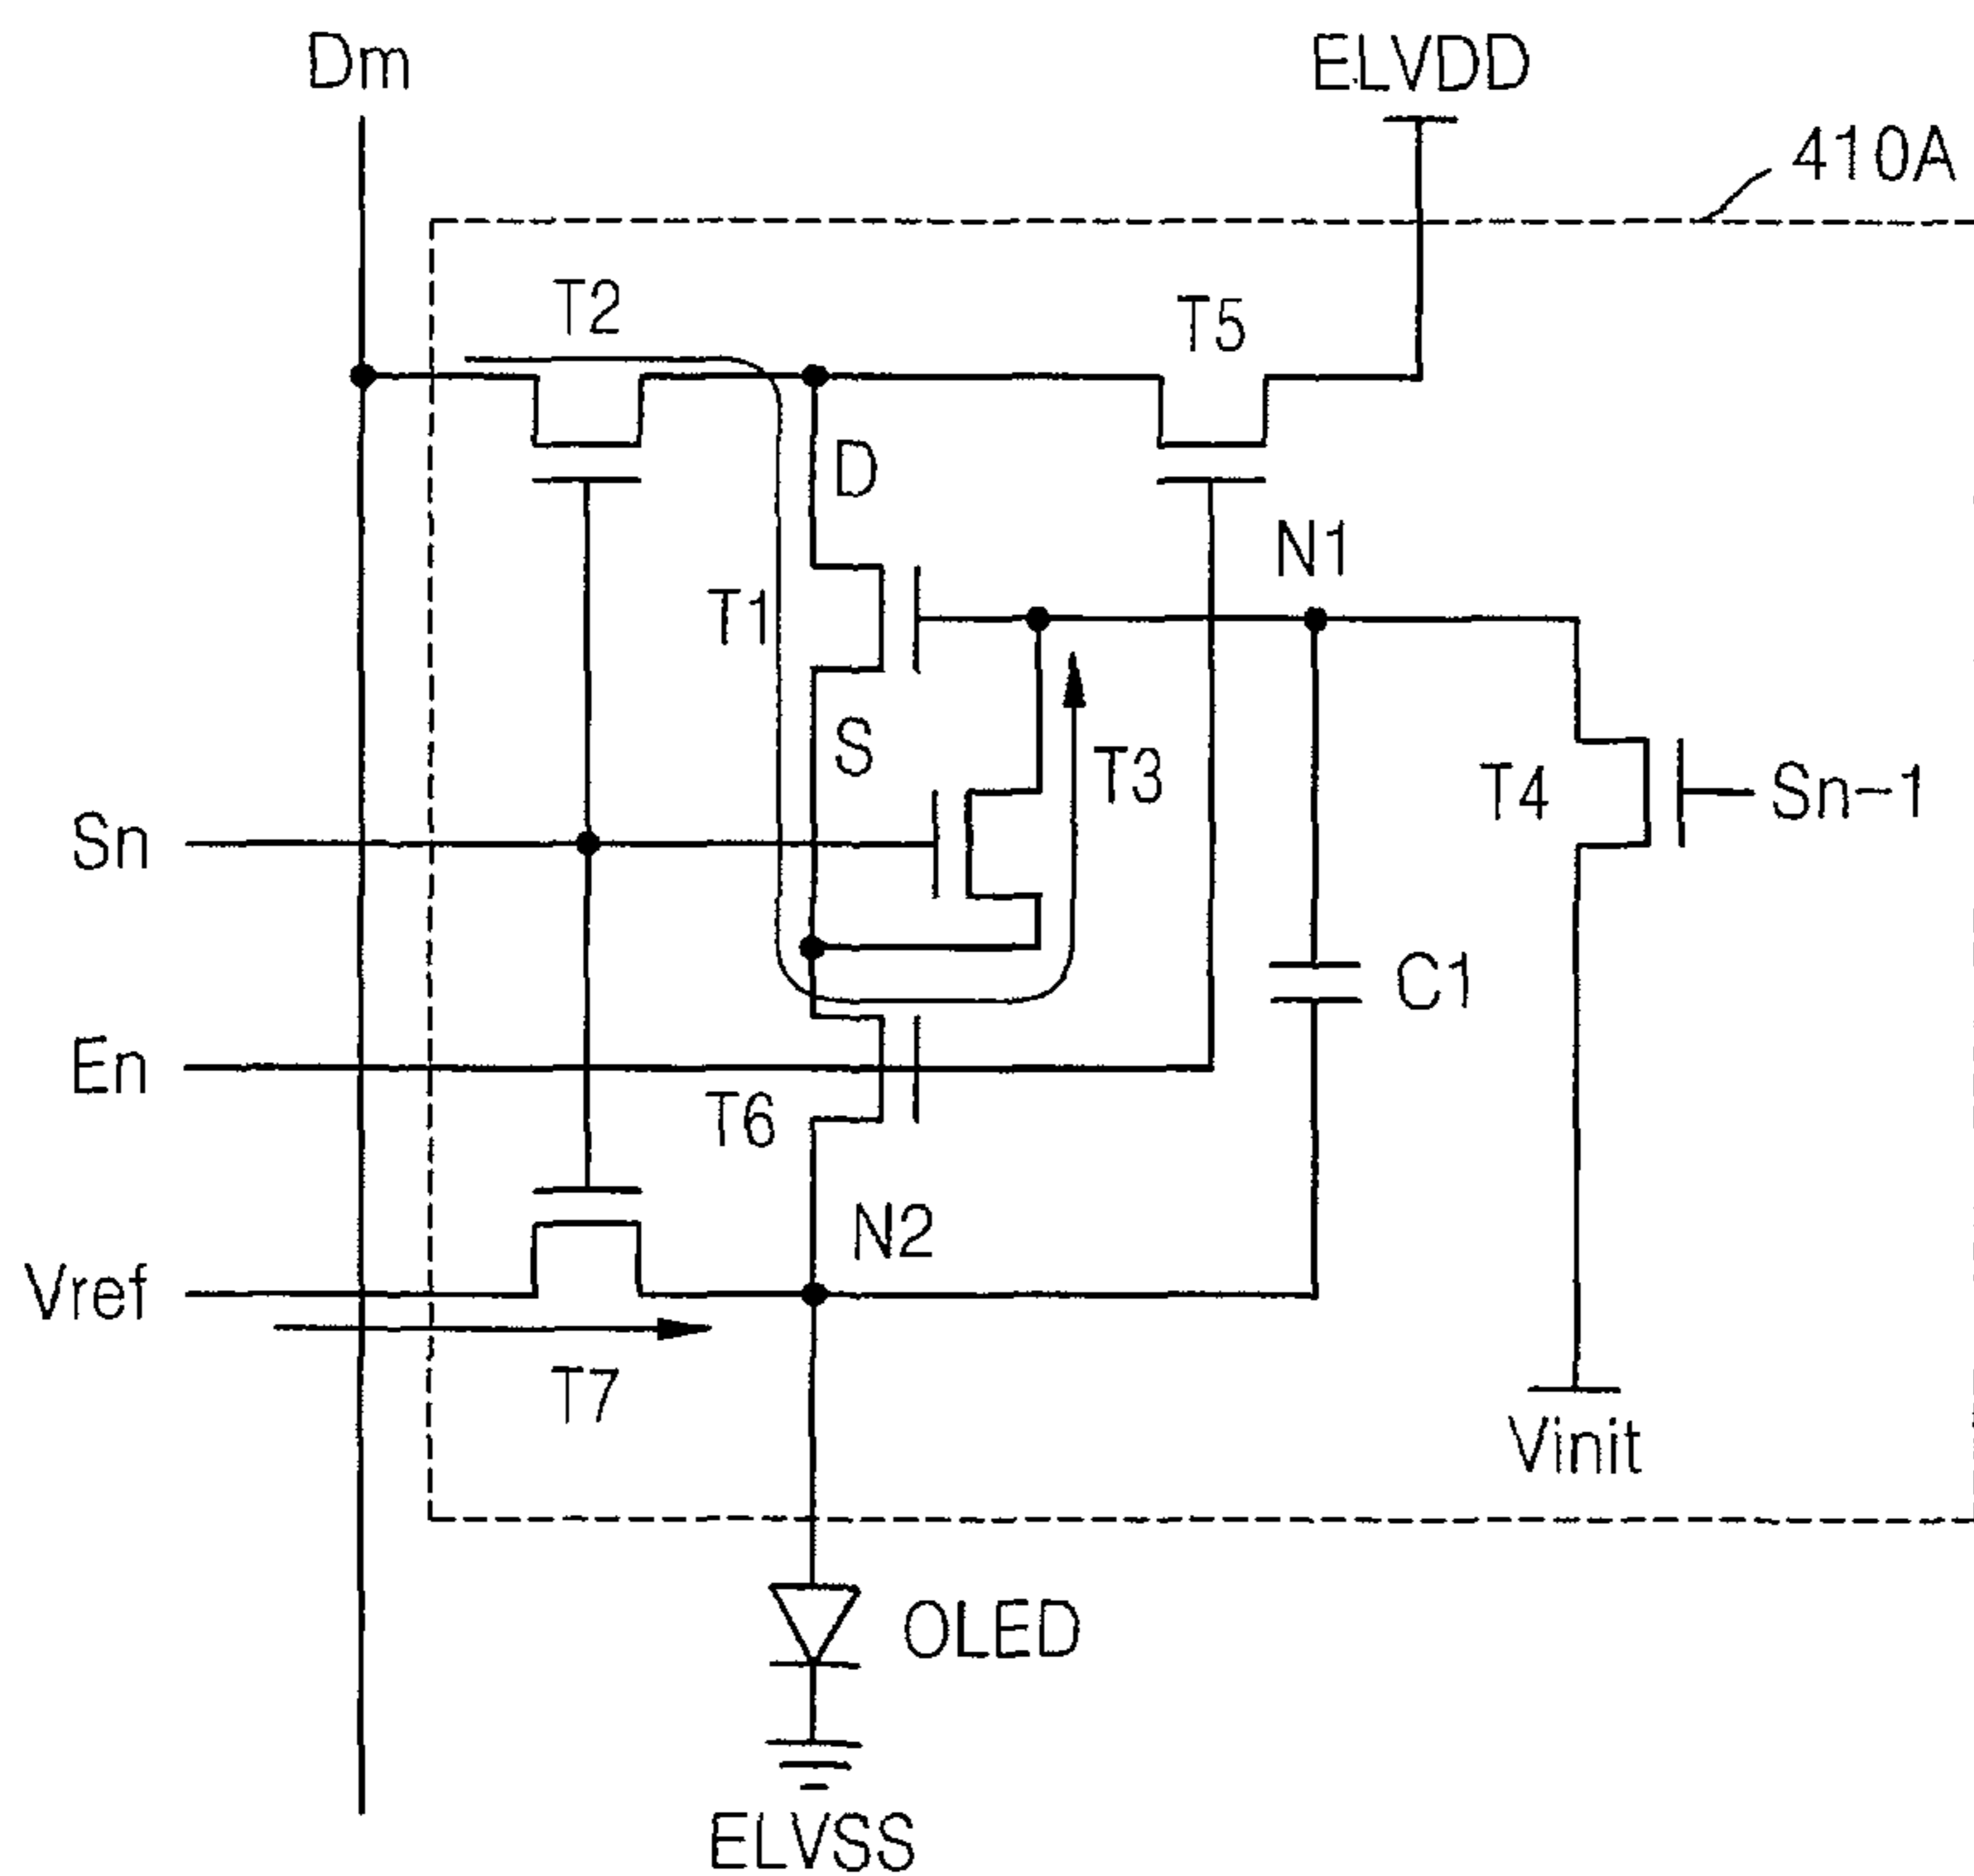 Dm
ELVDD
410A
T2
T5
D
N1
T1
S
T3
T4
Sn-1
Sn
C1
En
T6
N2
Vref
T7
Vinit
OLED
ELVSS